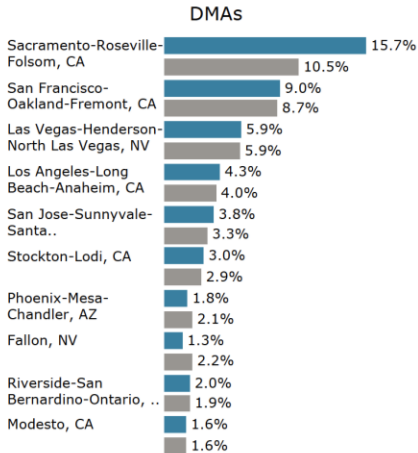 DMAs
Sacramento-Roseville-
Folsom, CA
15.7%
10.5%
San Francisco-
Oakland-Fremont, CA
9.0%
8.7%
Las Vegas-Henderson-
North Las Vegas, NV
5.9%
5.9%
Los Angeles-Long
Beach-Anaheim, CA
4.3%
4.0%
San Jose-Sunnyvale-
Santa..
3.8%
3.3%
Stockton-Lodi, CA
3.0%
2.9%
Phoenix-Mesa-
Chandler, AZ
1.8%
2.1%
Fallon, NV
1.3%
2.2%
Riverside-San
Bernardino-Ontario, ..
2.0%
1.9%
Modesto, CA
1.6%
1.6%